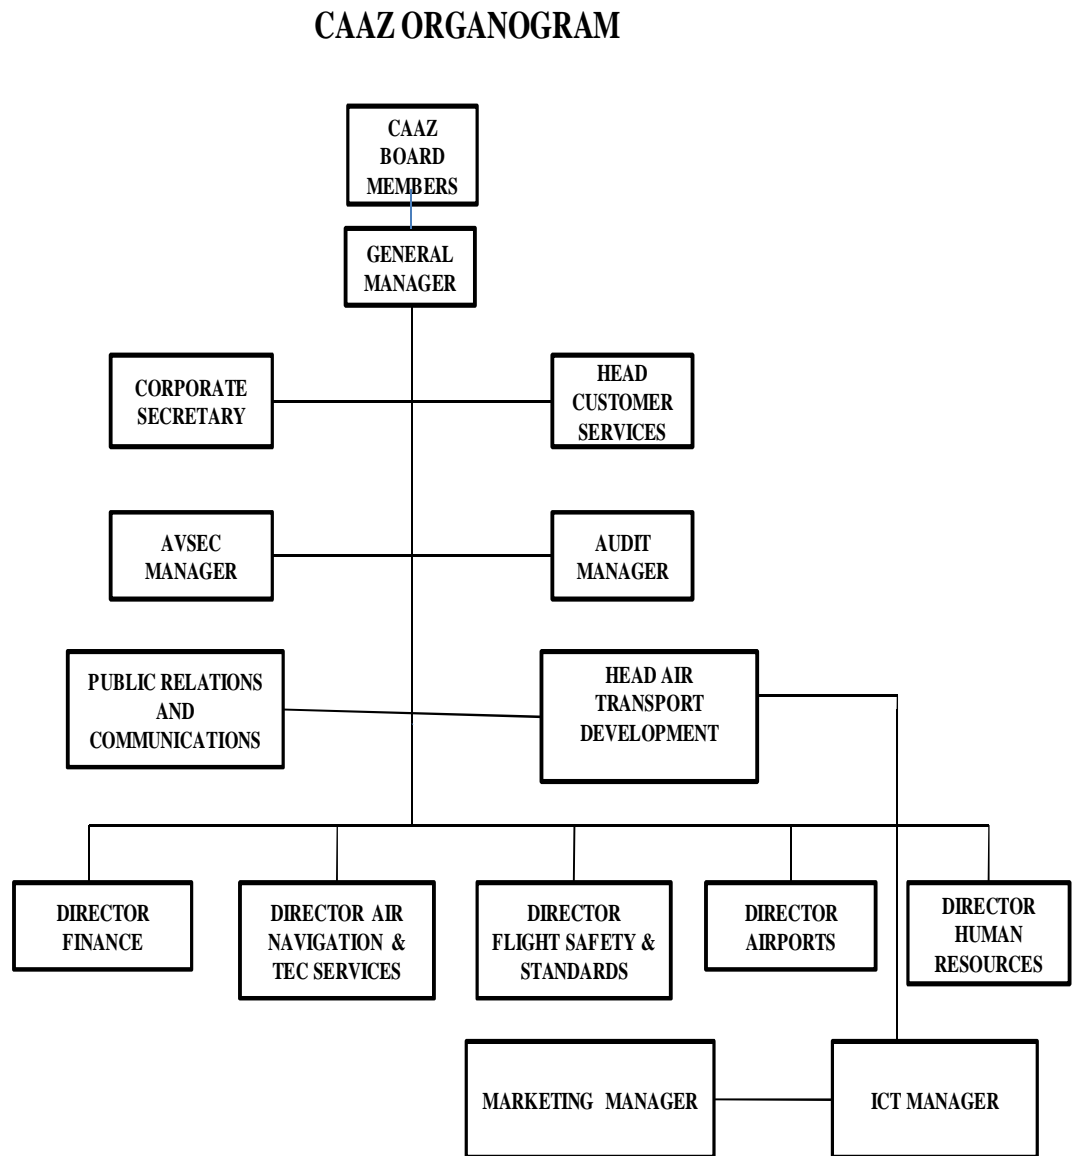 CAAZ ORGANOGRAM
CAAZ
BOARD
MEMBERS
GENERAL
MANAGER
CORPORATE
SECRETARY
HEAD
CUSTOMER
SERVICES
AVSEC
MANAGER
AUDIT
MANAGER
PUBLIC RELATIONS
AND
COMMUNICATIONS
HEAD AIR
TRANSPORT
DEVELOPMENT
DIRECTOR
FINANCE
DIRECTOR AIR
NAVIGATION &
TEC SERVICES
DIRECTOR
FLIGHT SAFETY &
STANDARDS
DIRECTOR
AIRPORTS
DIRECTOR
HUMAN
RESOURCES
MARKETING MANAGER
ICT MANAGER